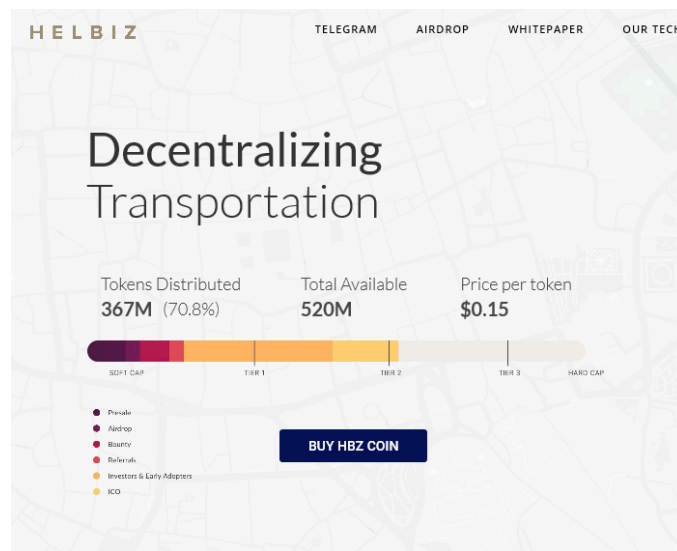 HELBIZ
TELEGRAM AIRDROP WHITEPAPER OUR TECH
Decentralizing
Transportation
Tokens Distributed Total Available Price per token
367M (70.8%) 520M $0.15
SOFT CAP TIER 1 TIER 2 TIER 3 HARD CAP
Presale
Airdrop
Bounty
Referrals
Investors & Early Adopters
ICO
BUY HBZ COIN